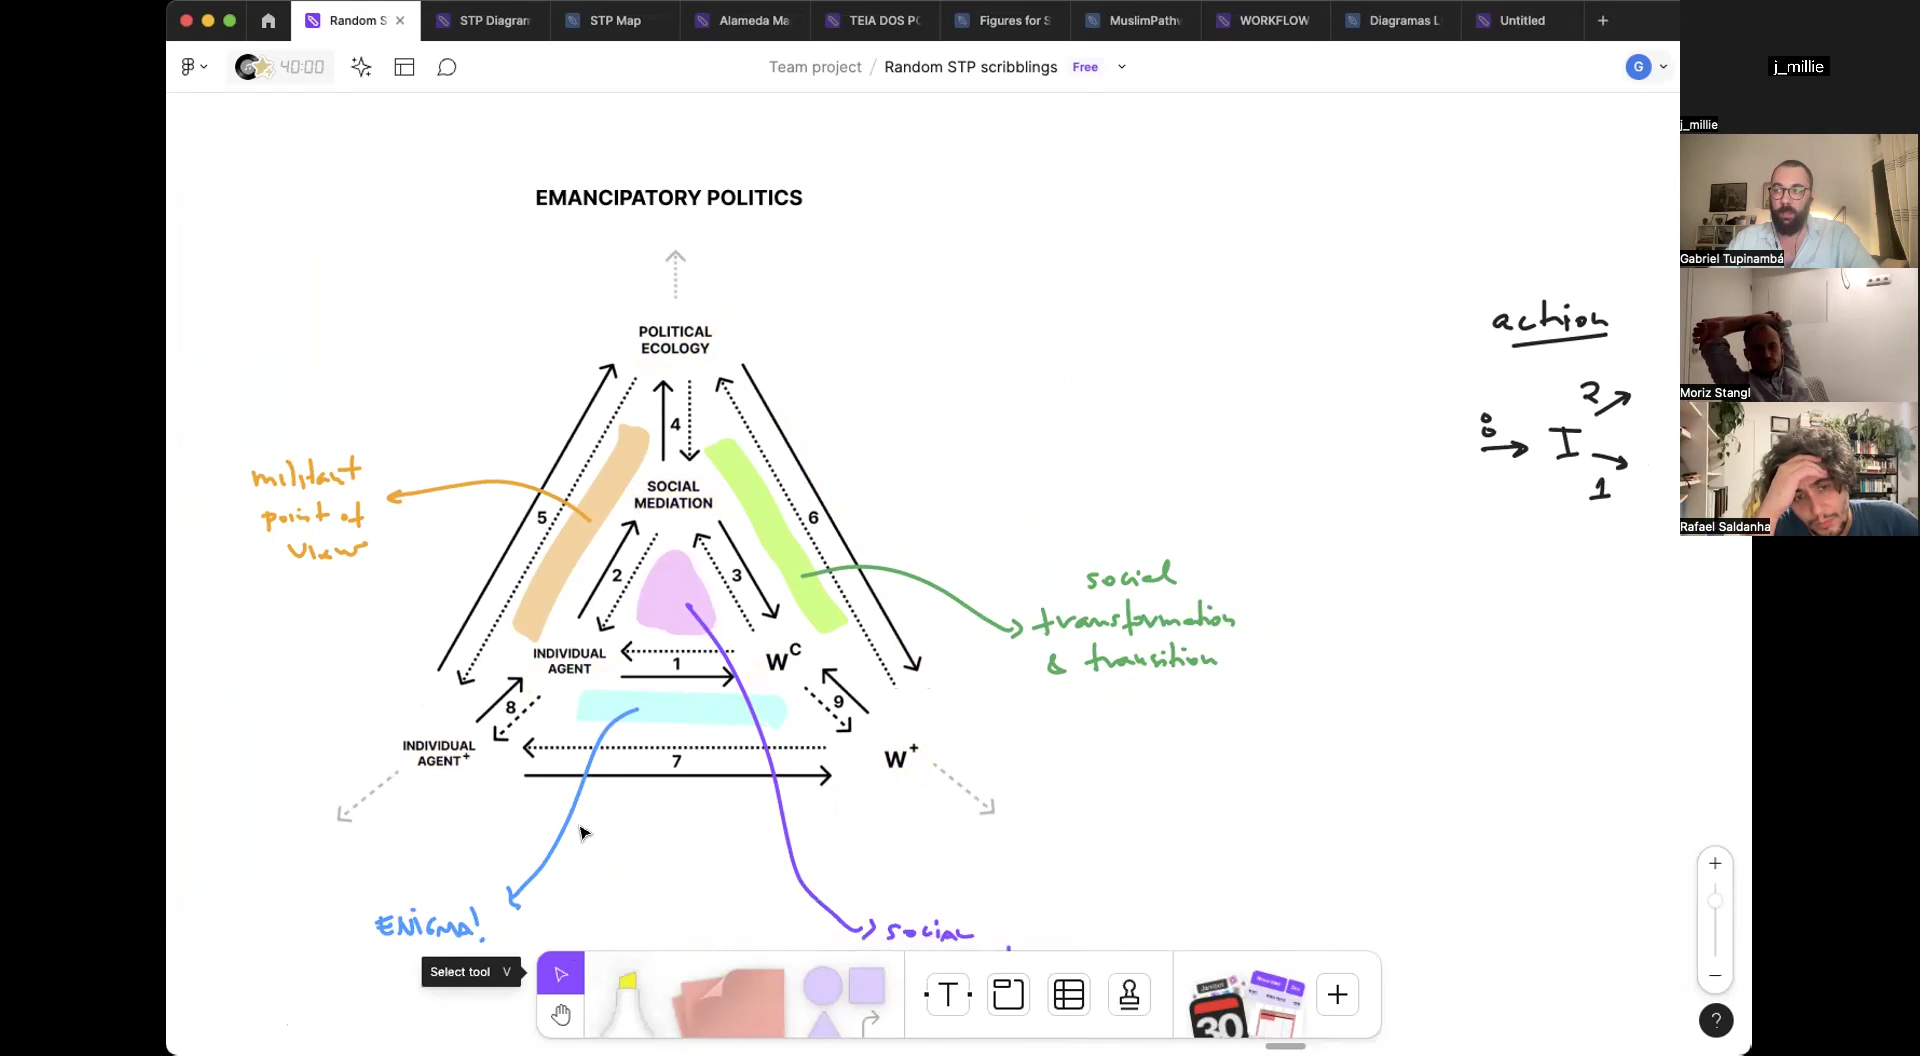 Random S
STP Diagram
STP Map
Alameda Ma
TEIA DOS PO
Figures for S
MuslimPath
WORKFLOW
Diagramas L
Untitled
40:00
Team project / Random STP scribblings Free
G
j_millie
j_millie
Gabriel Tupinambá
Moriz Stangl
Rafael Saldanha
EMANCIPATORY POLITICS
POLITICAL
ECOLOGY
4
SOCIAL
MEDIATION
5
6
2
3
INDIVIDUAL
AGENT
1
W^C
8
9
INDIVIDUAL
AGENT+
7
W+
militant
point of
view
social
transformation
& transition
ENIGMA!
social
action
8
I
2
1
Select tool V
T
30
?